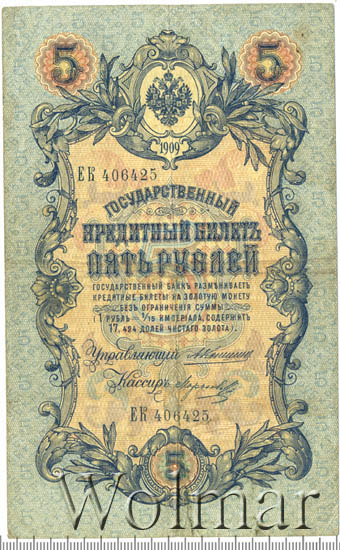 5 5
1909
ЕК 406425
ГОСУДАРСТВЕННЫЙ
КРЕДИТНЫЙ БИЛЕТЪ
ПЯТЬ РУБЛЕЙ
ГОСУДАРСТВЕННЫЙ БАНКЪ РАЗМѢНИВАЕТЪ
КРЕДИТНЫЕ БИЛЕТЫ НА ЗОЛОТУЮ МОНЕТУ
БЕЗЪ ОГРАНИЧЕНІЯ СУММЫ
(1 РУБЛЬ = 1/15 ИМПЕРІАЛА, СОДЕРЖИТЪ
17,424 ДОЛЕЙ ЧИСТАГО ЗОЛОТА).
Управляющій
Кассиръ
ЕК 406425
5
Wolmar